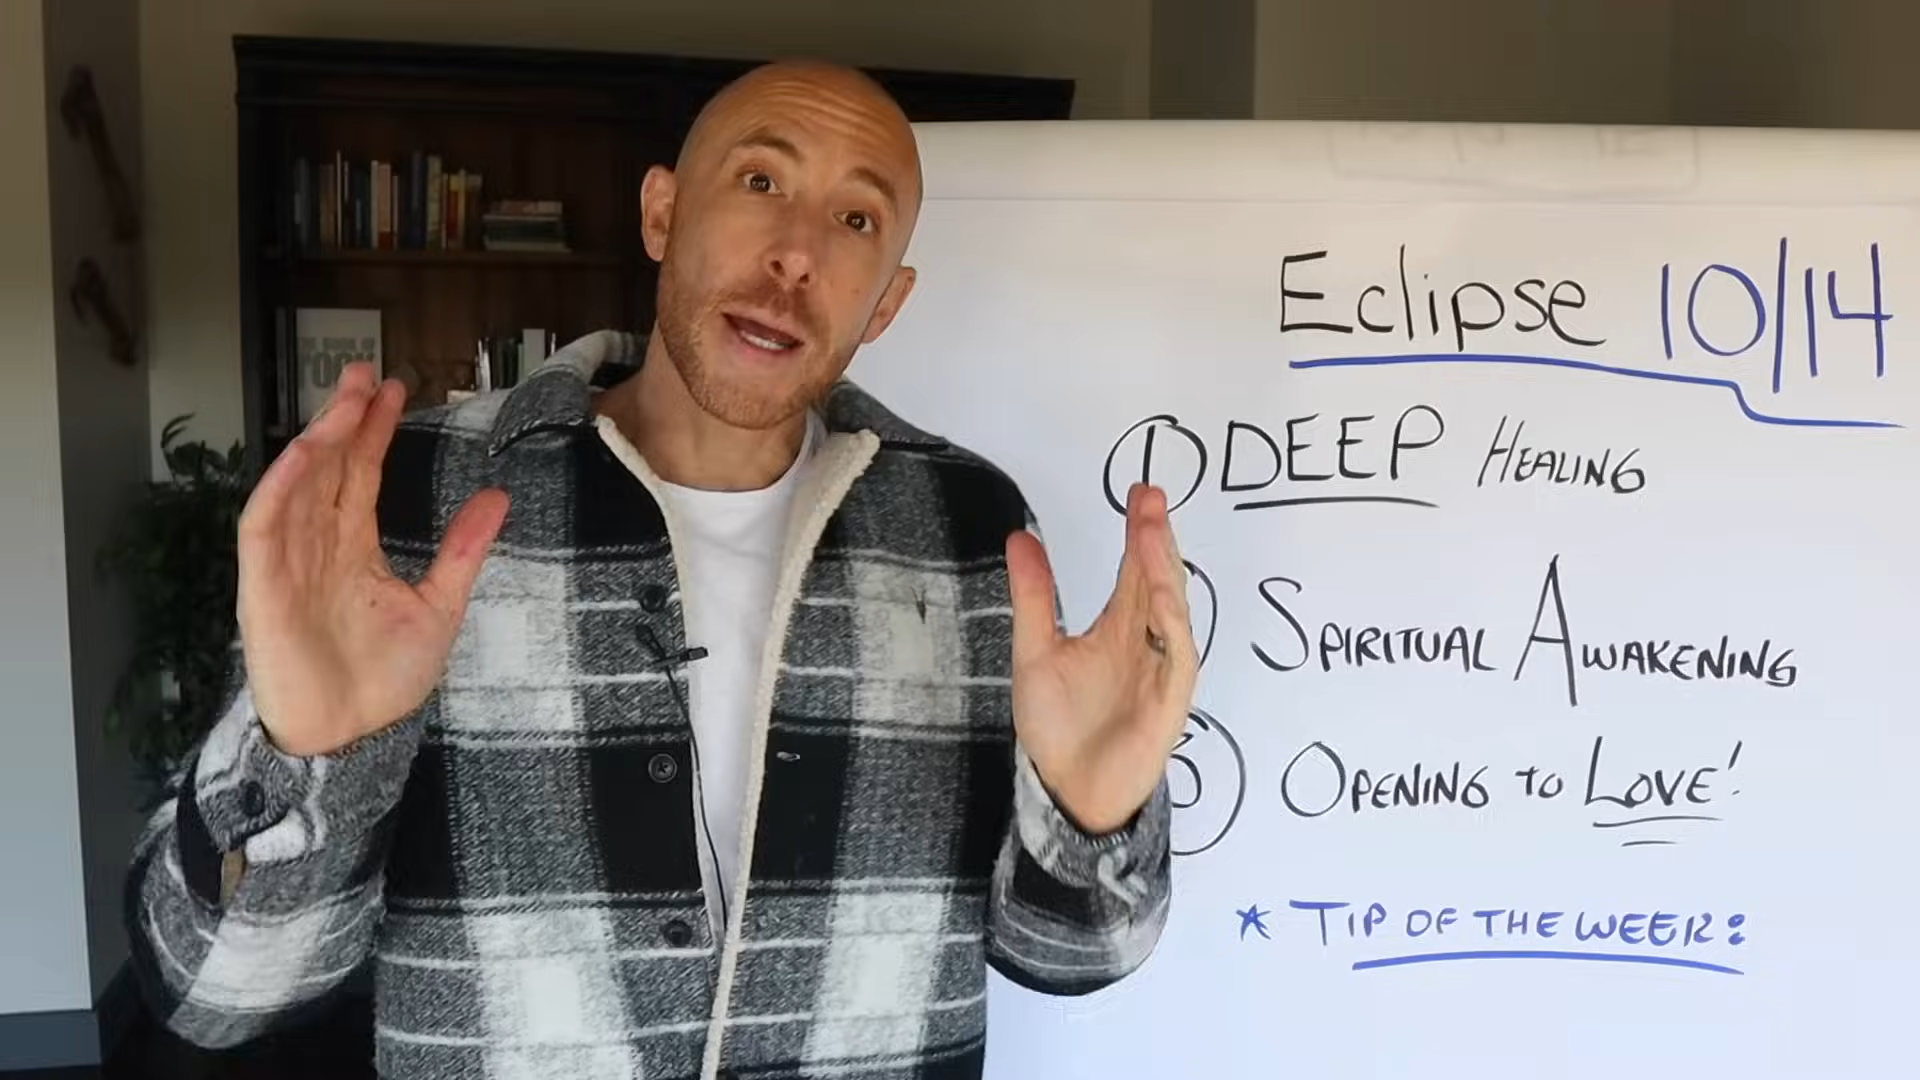 Eclipse 10/14
1 DEEP HEALING
SPIRITUAL AWAKENING
3 OPENING TO LOVE!
* TIP OF THE WEEK: